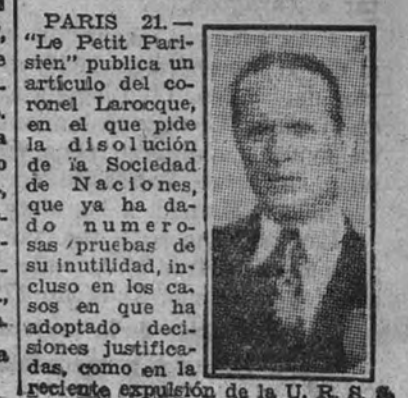 PARIS 21.—
"Le Petit Pari-
sien" publica un
artículo del co-
ronel Larocque,
en el que pide
la disolución
de ïa Sociedad
de Naciones,
que ya ha da-
do numero-
sas pruebas de
su inutilidad, in-
cluso en los ca-
sos en que ha
adoptado deci-
siones justifica-
das, como en la
reciente expulsión de la U. R. S. S.